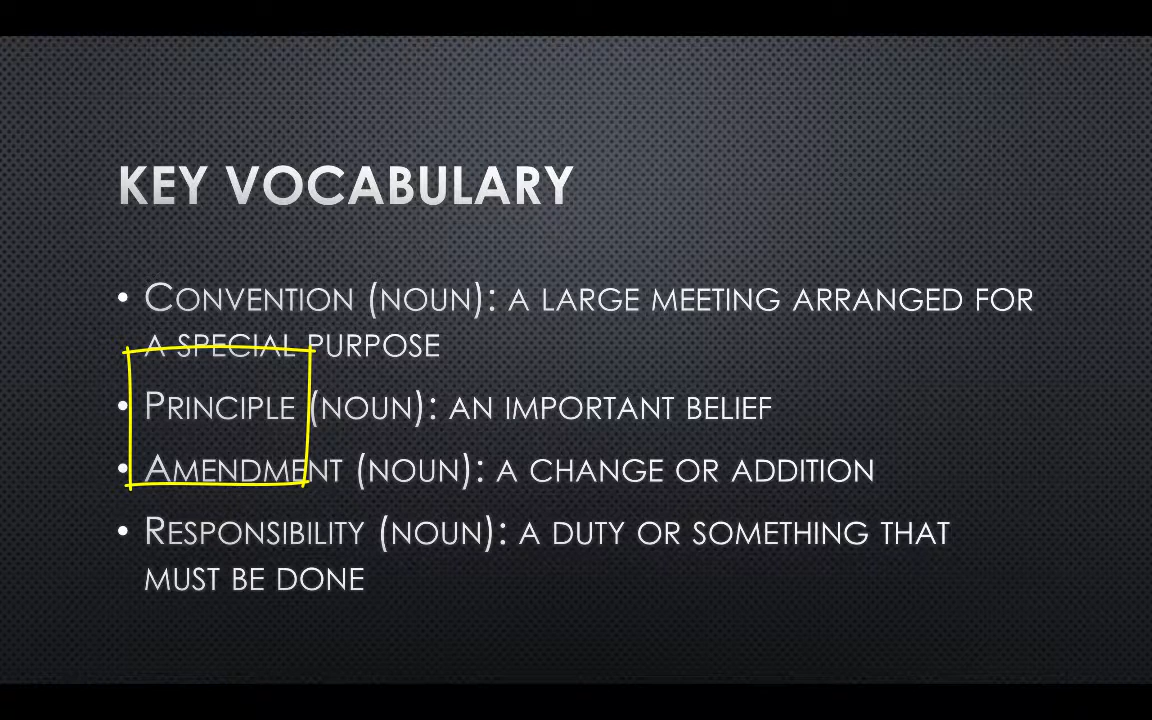 KEY VOCABULARY
• CONVENTION (NOUN): A LARGE MEETING ARRANGED FOR
A SPECIAL PURPOSE
• PRINCIPLE (NOUN): AN IMPORTANT BELIEF
• AMENDMENT (NOUN): A CHANGE OR ADDITION
• RESPONSIBILITY (NOUN): A DUTY OR SOMETHING THAT
MUST BE DONE